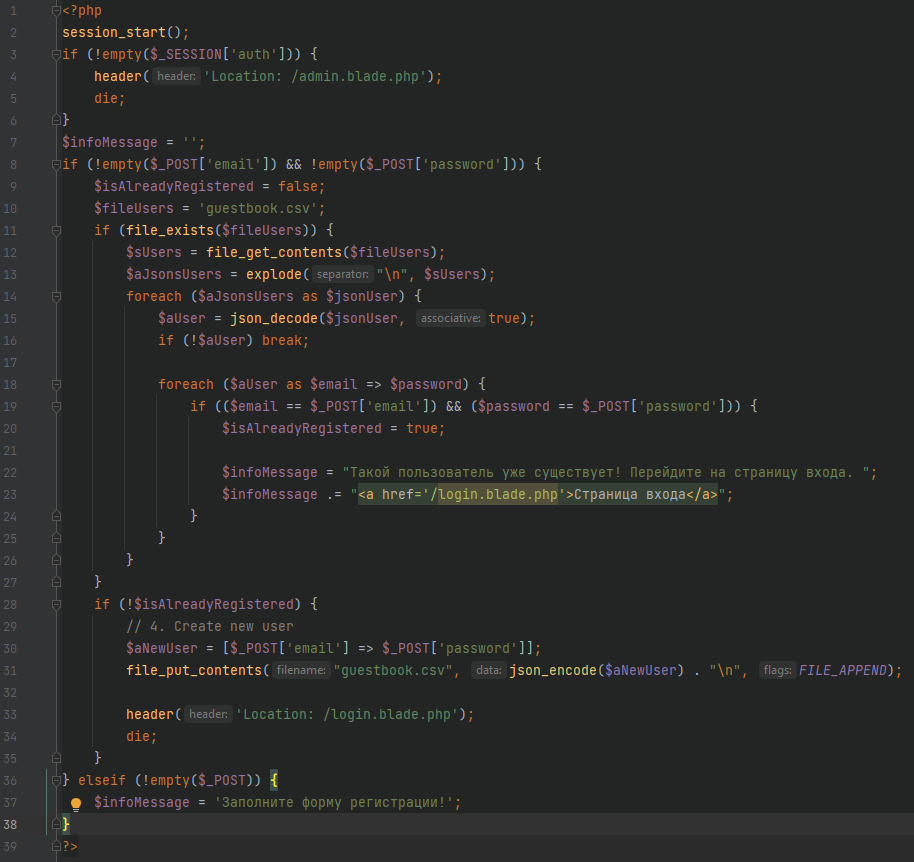 1 <?php
2 session_start();
3 if (!empty($_SESSION['auth'])) {
4     header( header: 'Location: /admin.blade.php');
5     die;
6 }
7 $infoMessage = '';
8 if (!empty($_POST['email']) && !empty($_POST['password'])) {
9     $isAlreadyRegistered = false;
10     $fileUsers = 'guestbook.csv';
11     if (file_exists($fileUsers)) {
12         $sUsers = file_get_contents($fileUsers);
13         $aJsonsUsers = explode( separator: "\n", $sUsers);
14         foreach ($aJsonsUsers as $jsonUser) {
15             $aUser = json_decode($jsonUser, associative: true);
16             if (!$aUser) break;
17
18             foreach ($aUser as $email => $password) {
19                 if (($email == $_POST['email']) && ($password == $_POST['password'])) {
20                     $isAlreadyRegistered = true;
21
22                     $infoMessage = "Такой пользователь уже существует! Перейдите на страницу входа. ";
23                     $infoMessage .= "<a href='/login.blade.php'>Страница входа</a>";
24                 }
25             }
26         }
27     }
28     if (!$isAlreadyRegistered) {
29         // 4. Create new user
30         $aNewUser = [$_POST['email'] => $_POST['password']];
31         file_put_contents( filename: "guestbook.csv", data: json_encode($aNewUser) . "\n", flags: FILE_APPEND);
32
33         header( header: 'Location: /login.blade.php');
34         die;
35     }
36 } elseif (!empty($_POST)) {
37     $infoMessage = 'Заполните форму регистрации!';
38 }
39 ?>